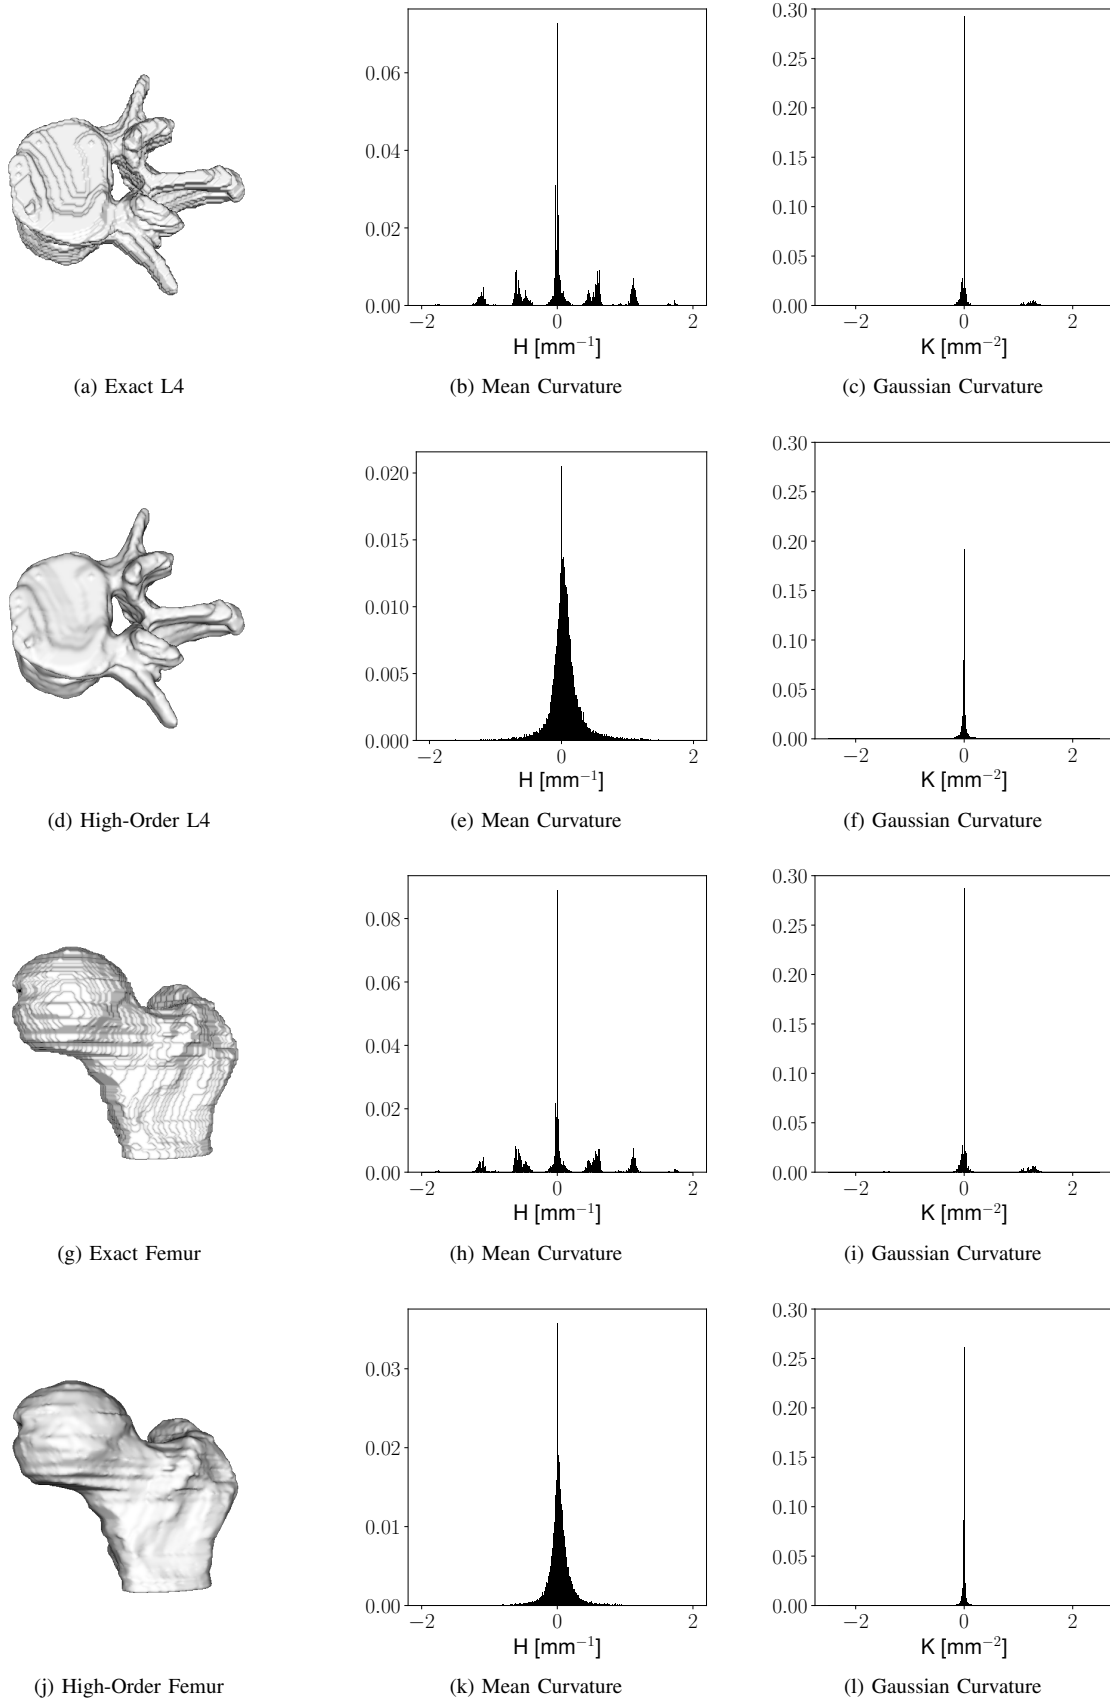 0.06
0.04
0.02
0.00
−2 0 2
H [mm⁻¹]
0.30
0.25
0.20
0.15
0.10
0.05
0.00
−2 0 2
K [mm⁻²]
(a) Exact L4
(b) Mean Curvature
(c) Gaussian Curvature
0.020
0.015
0.010
0.005
0.000
−2 0 2
H [mm⁻¹]
0.30
0.25
0.20
0.15
0.10
0.05
0.00
−2 0 2
K [mm⁻²]
(d) High-Order L4
(e) Mean Curvature
(f) Gaussian Curvature
0.08
0.06
0.04
0.02
0.00
−2 0 2
H [mm⁻¹]
0.30
0.25
0.20
0.15
0.10
0.05
0.00
−2 0 2
K [mm⁻²]
(g) Exact Femur
(h) Mean Curvature
(i) Gaussian Curvature
0.03
0.02
0.01
0.00
−2 0 2
H [mm⁻¹]
0.30
0.25
0.20
0.15
0.10
0.05
0.00
−2 0 2
K [mm⁻²]
(j) High-Order Femur
(k) Mean Curvature
(l) Gaussian Curvature